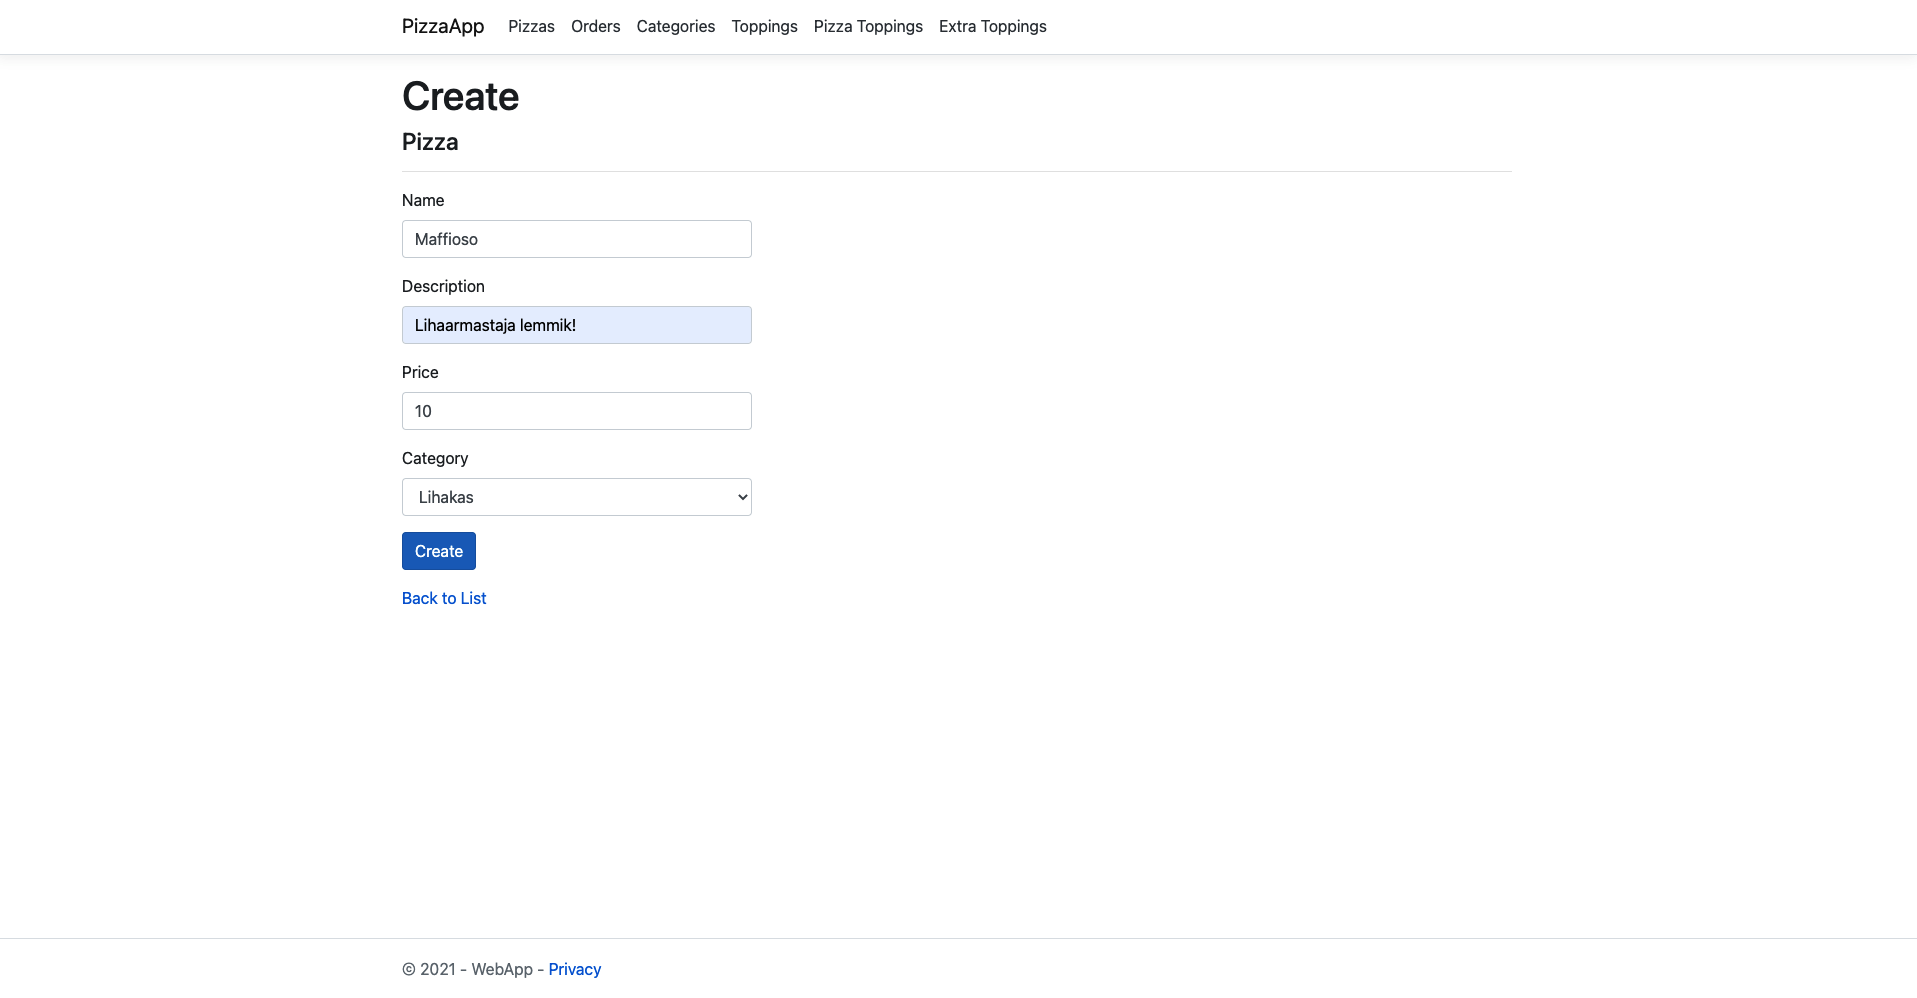 PizzaApp Pizzas Orders Categories Toppings Pizza Toppings Extra Toppings
Create
Pizza
Name
Maffioso
Description
Lihaarmastaja lemmik!
Price
10
Category
Lihakas
Create
Back to List
© 2021 - WebApp - Privacy